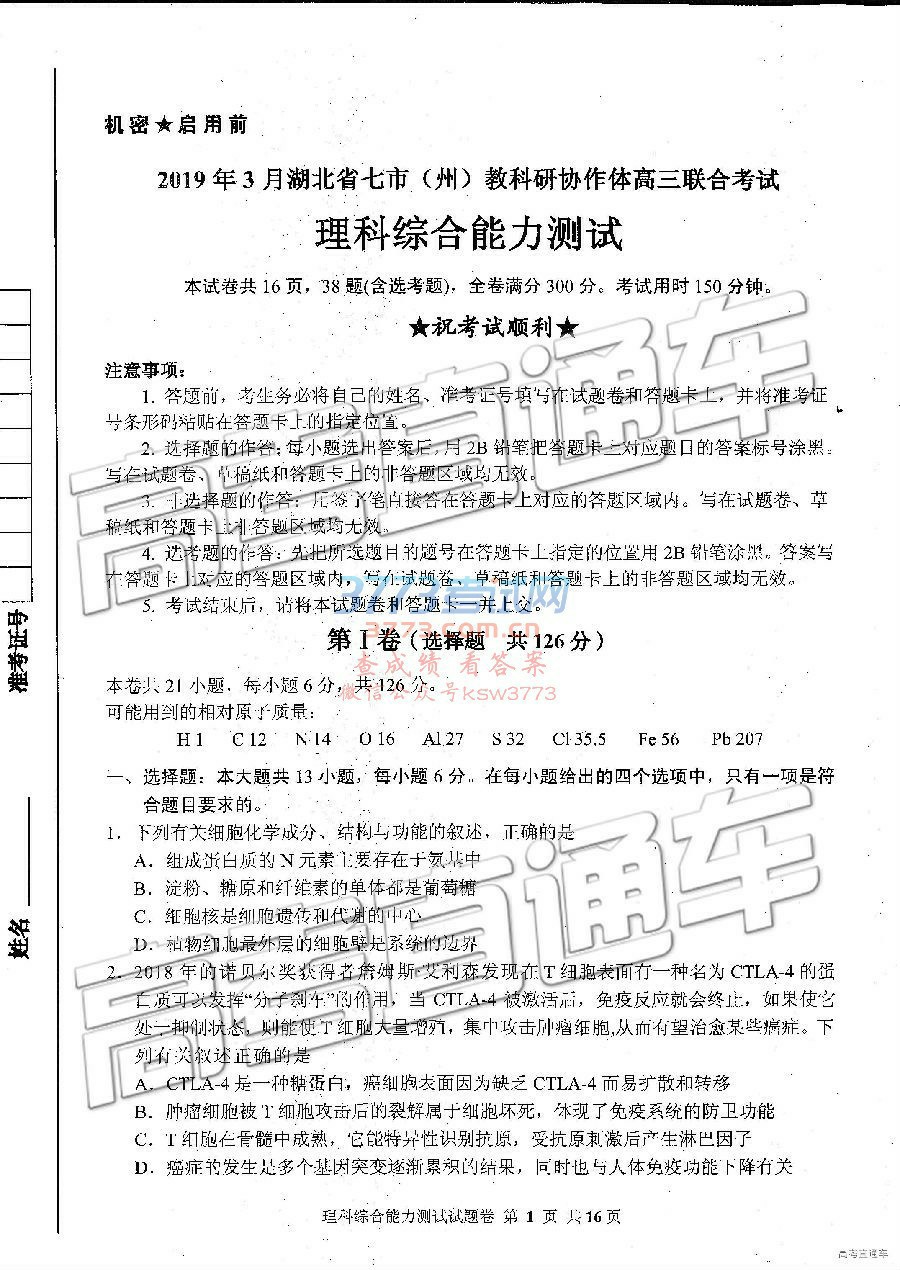 机密★启用前
2019年3月湖北省七市（州）教科研协作体高三联合考试
理科综合能力测试
本试卷共16页，38题(含选考题)，全卷满分300分。考试用时150分钟。
★祝考试顺利★
注意事项：
1. 答题前，考生务必将自己的姓名、准考证号填写在试题卷和答题卡上，并将准考证
号条形码粘贴在答题卡上的指定位置。
2. 选择题的作答：每小题选出答案后，用2B铅笔把答题卡上对应题目的答案标号涂黑。
写在试题卷、草稿纸和答题卡上的非答题区域均无效。
3. 非选择题的作答：用签字笔直接答在答题卡上对应的答题区域内。写在试题卷、草
稿纸和答题卡上非答题区域均无效。
4. 选考题的作答：先把所选题目的题号在答题卡上指定的位置用2B铅笔涂黑。答案写
在答题卡上对应的答题区域内，写在试题卷、草稿纸和答题卡上的非答题区域均无效。
5. 考试结束后，请将本试题卷和答题卡一并上交。
第Ⅰ卷（选择题 共126分）
本卷共21小题，每小题6分，共126分。
可能用到的相对原子质量：
H 1 C 12 N 14 O 16 Al 27 S 32 Cl 35.5 Fe 56 Pb 207
一、选择题：本大题共13小题，每小题6分。在每小题给出的四个选项中，只有一项是符
合题目要求的。
1．下列有关细胞化学成分、结构与功能的叙述，正确的是
A．组成蛋白质的N元素主要存在于氨基中
B．淀粉、糖原和纤维素的单体都是葡萄糖
C．细胞核是细胞遗传和代谢的中心
D．植物细胞最外层的细胞壁是系统的边界
2．2018年的诺贝尔奖获得者詹姆斯·艾利森发现在T细胞表面有一种名为CTLA-4的蛋
白质可以发挥“分子刹车”的作用，当CTLA-4被激活后，免疫反应就会终止，如果使它
处于抑制状态，则能使T细胞大量增殖，集中攻击肿瘤细胞,从而有望治愈某些癌症。下
列有关叙述正确的是
A．CTLA-4是一种糖蛋白，癌细胞表面因为缺乏CTLA-4而易扩散和转移
B．肿瘤细胞被T细胞攻击后的裂解属于细胞坏死，体现了免疫系统的防卫功能
C．T细胞在骨髓中成熟，它能特异性识别抗原，受抗原刺激后产生淋巴因子
D．癌症的发生是多个基因突变逐渐累积的结果，同时也与人体免疫功能下降有关
理科综合能力测试试题卷 第 1 页 共16页
准考证号
姓名
高考直通车
高考直通车
3773考试网
3773.com.cn
查成绩 看答案
微信公众号ksw3773
高考直通车